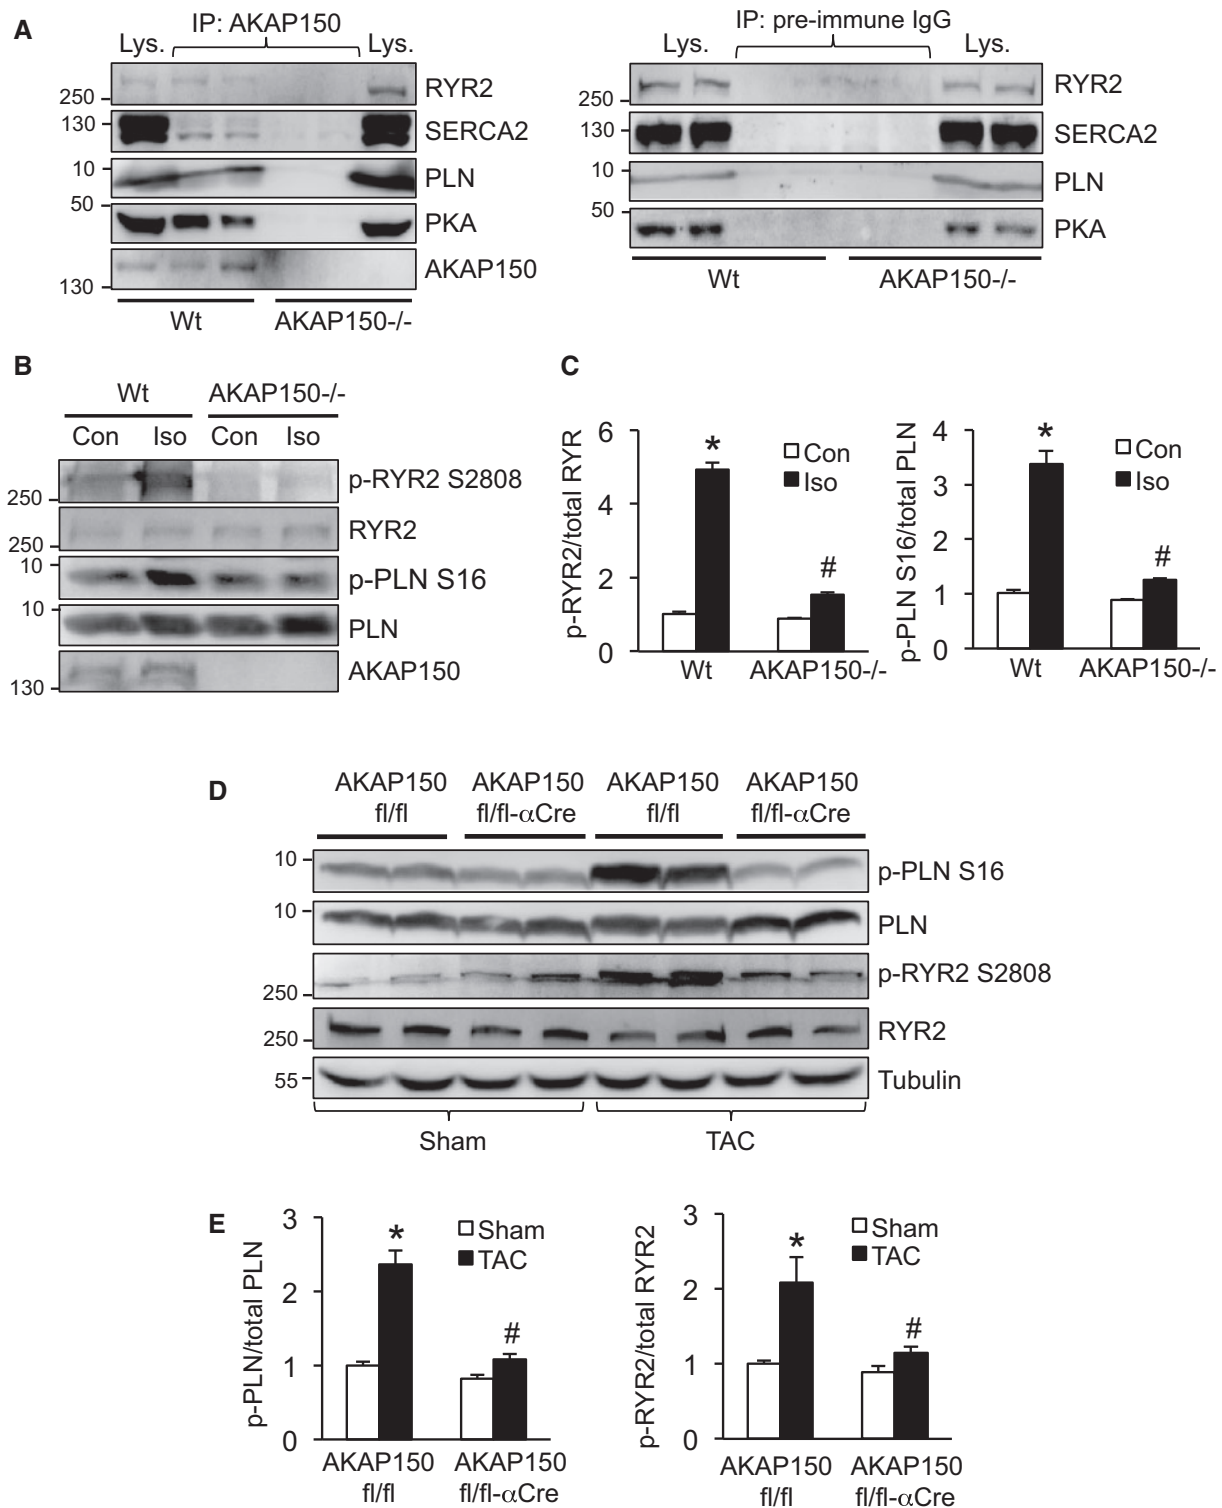 A
IP: AKAP150
Lys.
Lys.
250
RYR2
130
SERCA2
10
PLN
50
PKA
130
AKAP150
Wt
AKAP150-/-
IP: pre-immune IgG
Lys.
Lys.
250
RYR2
130
SERCA2
10
PLN
50
PKA
Wt
AKAP150-/-
B
Wt
AKAP150-/-
Con Iso Con Iso
250
p-RYR2 S2808
250
RYR2
10
p-PLN S16
10
PLN
130
AKAP150
C
p-RYR2/total RYR
6
4
2
0
*
#
Con
Iso
Wt
AKAP150-/-
p-PLN S16/total PLN
4
3
2
1
0
*
#
Con
Iso
Wt
AKAP150-/-
D
AKAP150
fl/fl
AKAP150
fl/fl-αCre
AKAP150
fl/fl
AKAP150
fl/fl-αCre
10
p-PLN S16
10
PLN
250
p-RYR2 S2808
250
RYR2
55
Tubulin
Sham
TAC
E
p-PLN/total PLN
3
2
1
0
*
#
Sham
TAC
AKAP150
fl/fl
AKAP150
fl/fl-αCre
p-RYR2/total RYR2
3
2
1
0
*
#
Sham
TAC
AKAP150
fl/fl
AKAP150
fl/fl-αCre